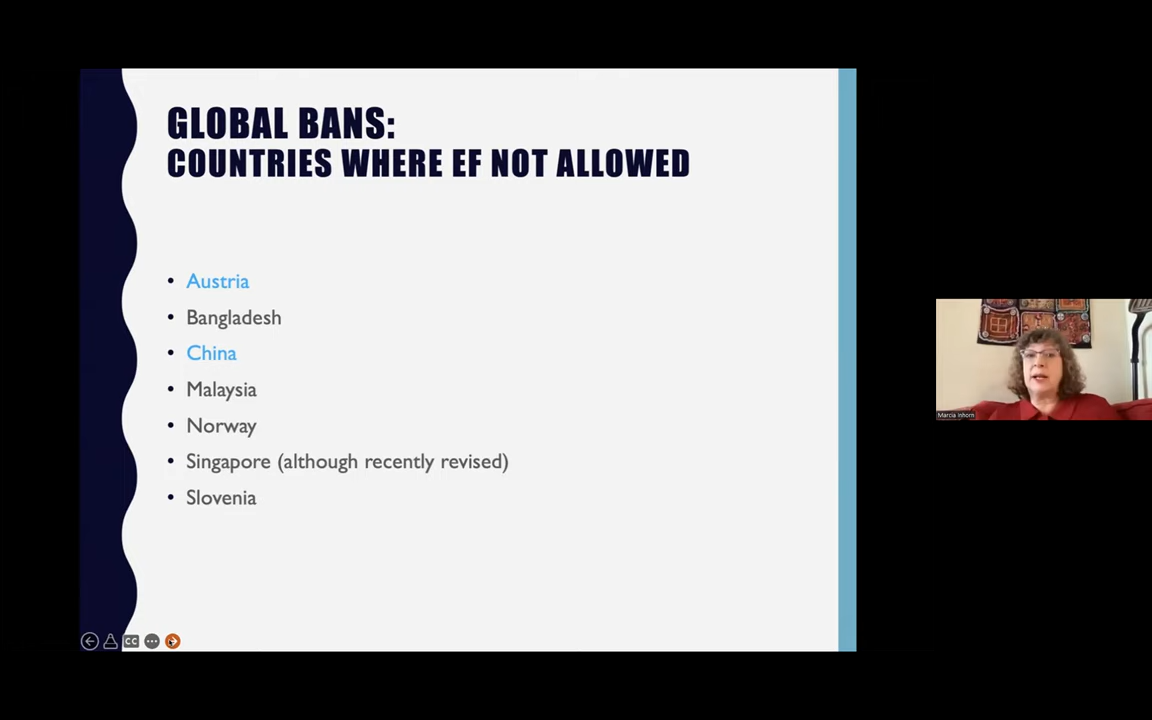 GLOBAL BANS:
COUNTRIES WHERE EF NOT ALLOWED
• Austria
• Bangladesh
• China
• Malaysia
• Norway
• Singapore (although recently revised)
• Slovenia
CC
Marcia Inhorn